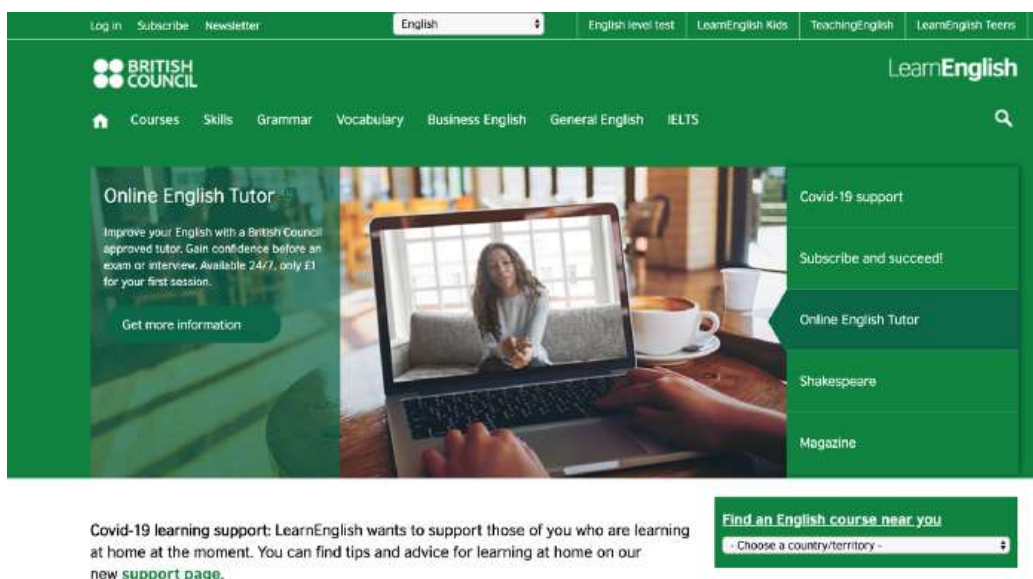 Log in Subscribe Newsletter English English level test LearnEnglish Kids TeachingEnglish LearnEnglish Teens
BRITISH
COUNCIL
LearnEnglish
Courses Skills Grammar Vocabulary Business English General English IELTS
Online English Tutor
Improve your English with a British Council
approved tutor. Gain confidence before an
exam or interview. Available 24/7, only £1
for your first session.
Get more information
Covid-19 support
Subscribe and succeed!
Online English Tutor
Shakespeare
Magazine
Covid-19 learning support: LearnEnglish wants to support those of you who are learning
at home at the moment. You can find tips and advice for learning at home on our
new support page.
Find an English course near you
- Choose a country/territory -